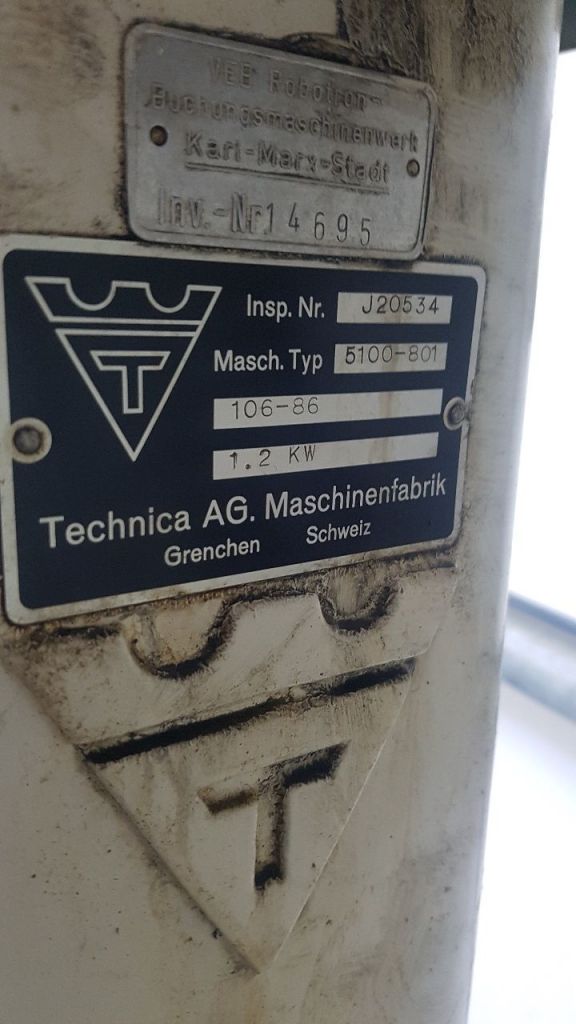 VEB Robotron-
Buchungsmaschinenwerk
Karl-Marx-Stadt
Inv.-Nr 14695
T
Insp. Nr. J20534
Masch. Typ 5100-801
106-86
1.2 KW
Technica AG. Maschinenfabrik
Grenchen Schweiz
T